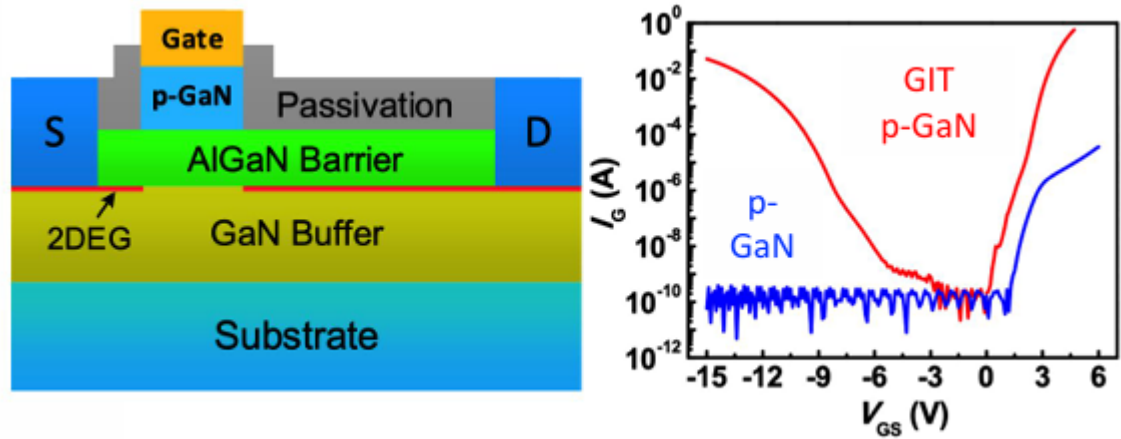 Gate
p-GaN
Passivation
S
D
AlGaN Barrier
2DEG
GaN Buffer
Substrate
I_G (A)
10^0
10^-2
10^-4
10^-6
10^-8
10^-10
10^-12
GIT
p-GaN
p-
GaN
-15 -12 -9 -6 -3 0 3 6
V_GS (V)